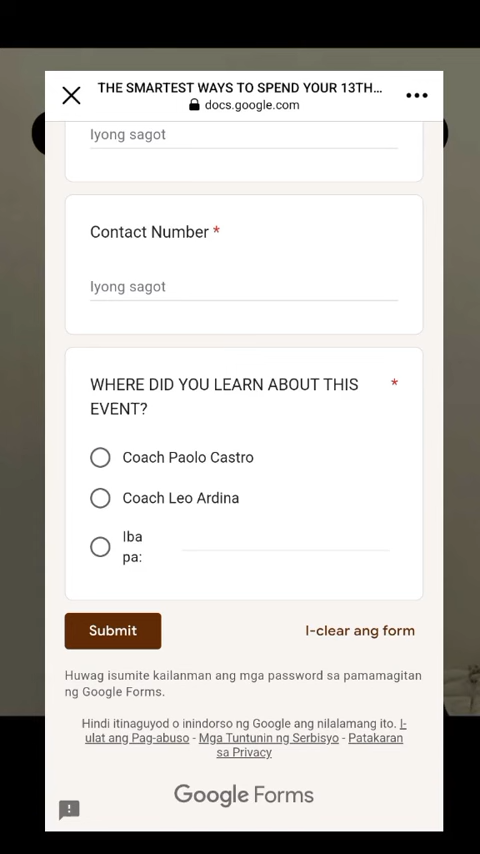 THE SMARTEST WAYS TO SPEND YOUR 13TH...
docs.google.com
Iyong sagot
Contact Number *
Iyong sagot
WHERE DID YOU LEARN ABOUT THIS *
EVENT?
Coach Paolo Castro
Coach Leo Ardina
Iba
pa:
Submit
I-clear ang form
Huwag isumite kailanman ang mga password sa pamamagitan
ng Google Forms.
Hindi itinaguyod o inindorso ng Google ang nilalamang ito. I-
ulat ang Pag-abuso - Mga Tuntunin ng Serbisyo - Patakaran
sa Privacy
Google Forms